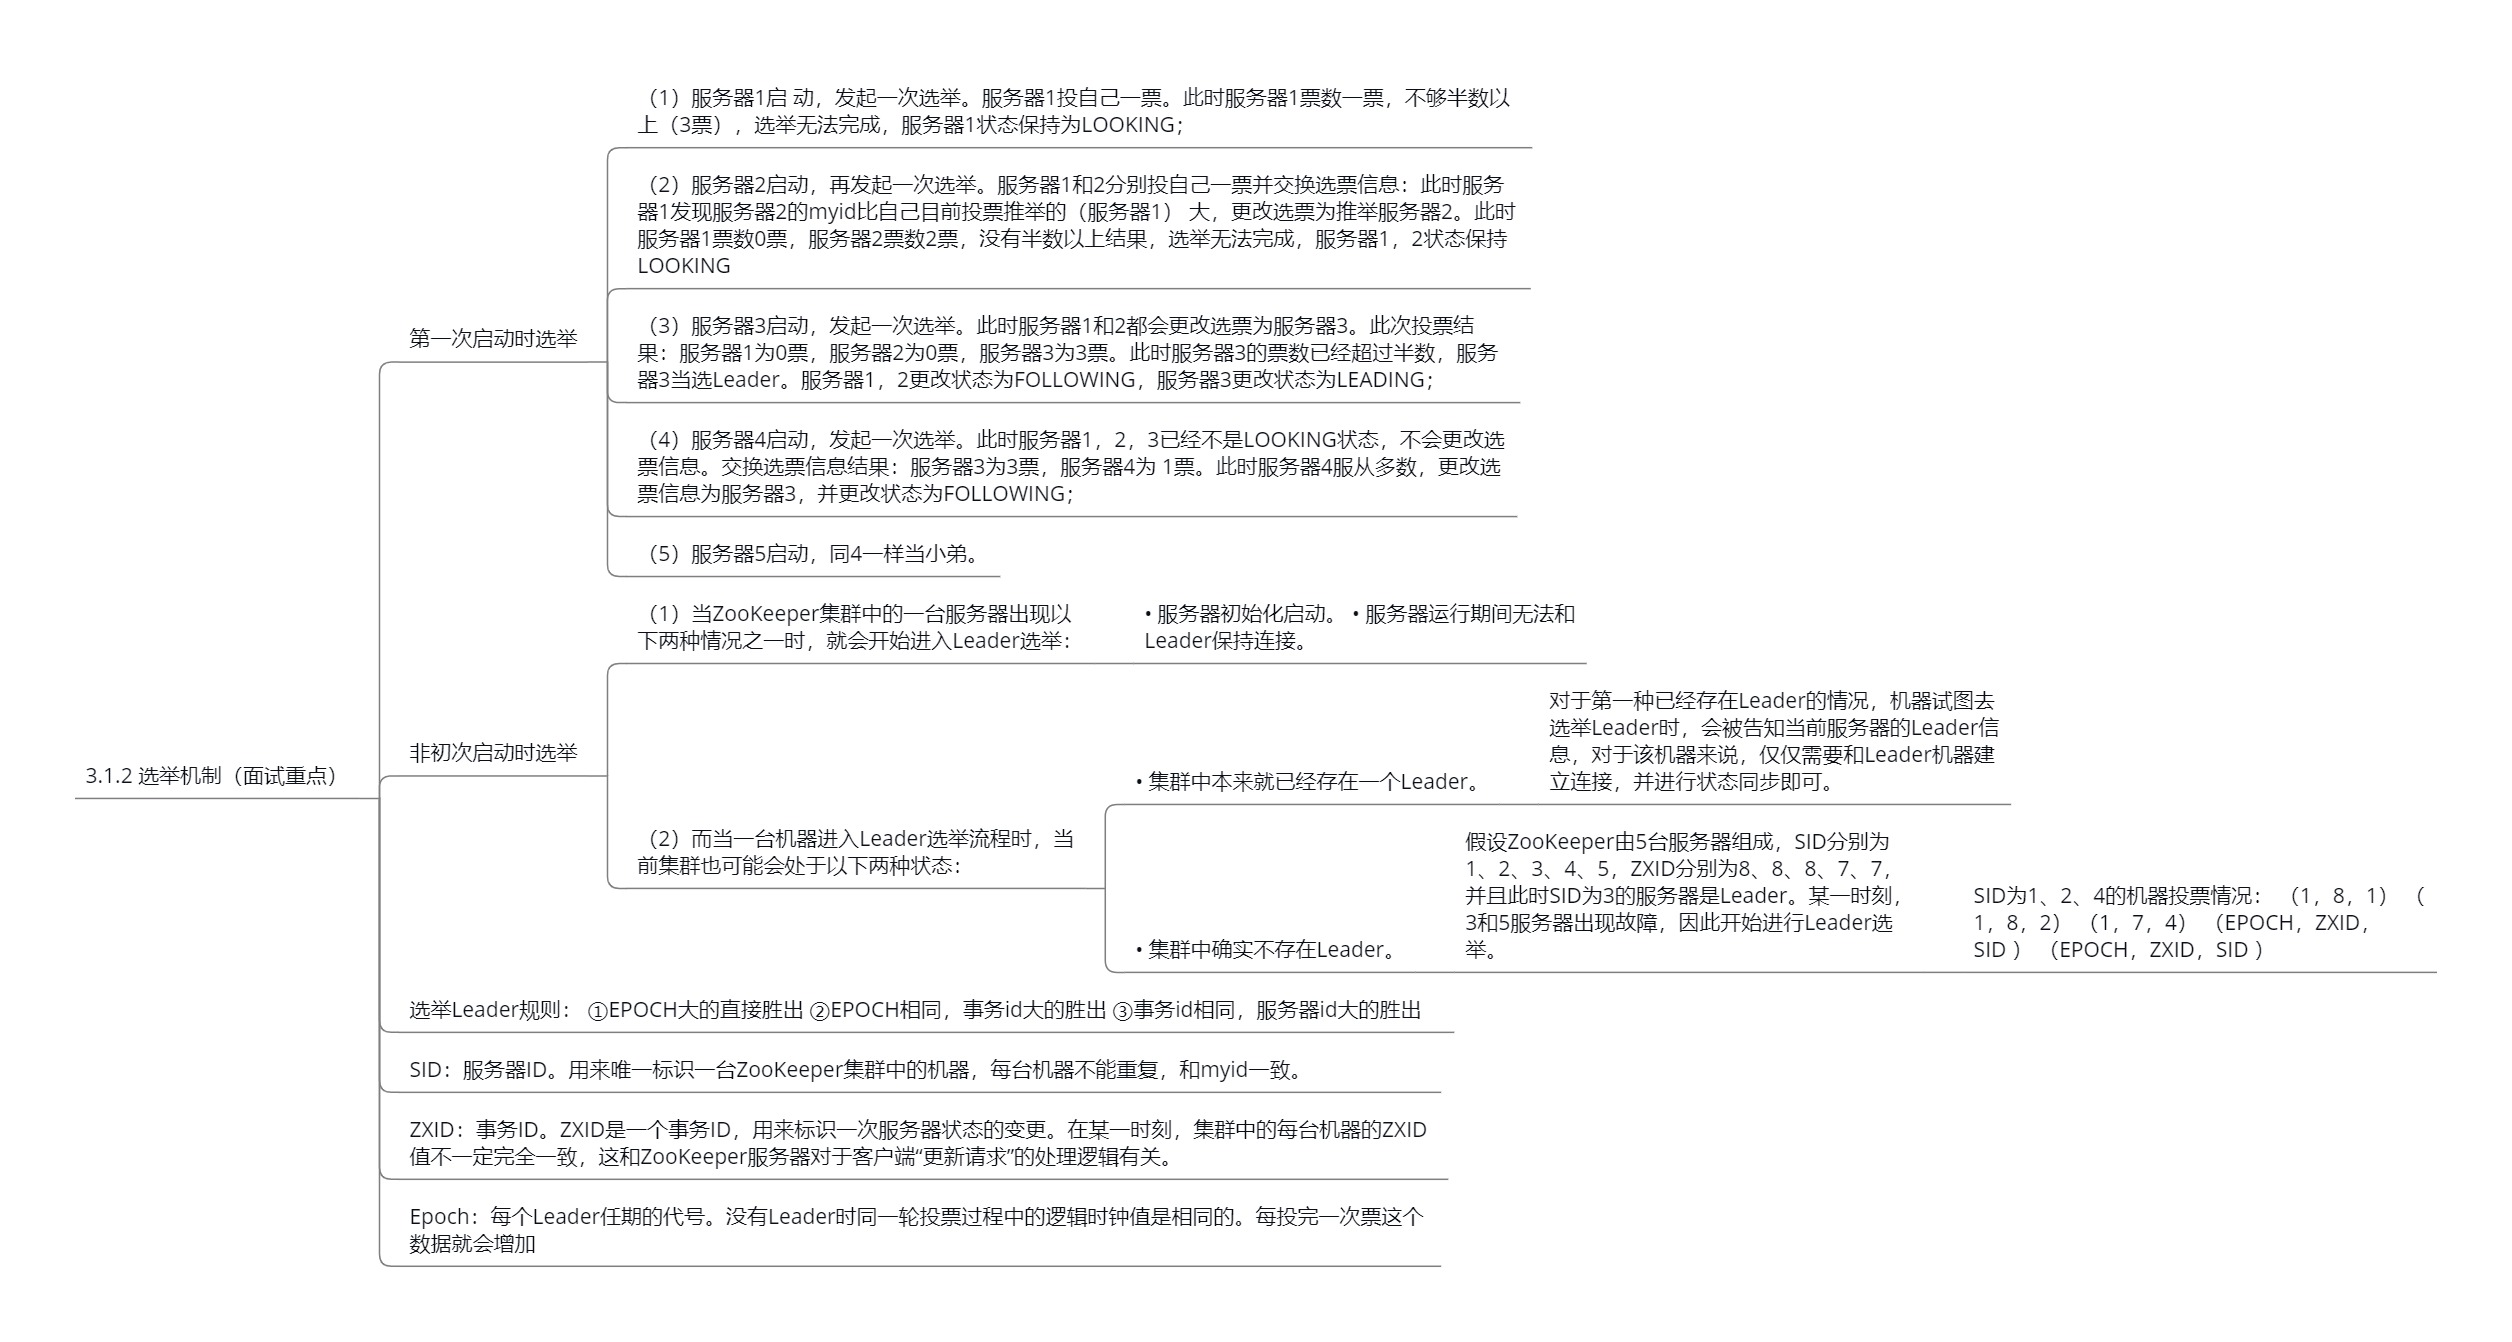 3.1.2 选举机制（面试重点）
第一次启动时选举
（1）服务器1启 动，发起一次选举。服务器1投自己一票。此时服务器1票数一票，不够半数以
上（3票），选举无法完成，服务器1状态保持为LOOKING；
（2）服务器2启动，再发起一次选举。服务器1和2分别投自己一票并交换选票信息：此时服务
器1发现服务器2的myid比自己目前投票推举的（服务器1） 大，更改选票为推举服务器2。此时
服务器1票数0票，服务器2票数2票，没有半数以上结果，选举无法完成，服务器1，2状态保持
LOOKING
（3）服务器3启动，发起一次选举。此时服务器1和2都会更改选票为服务器3。此次投票结
果：服务器1为0票，服务器2为0票，服务器3为3票。此时服务器3的票数已经超过半数，服务
器3当选Leader。服务器1，2更改状态为FOLLOWING，服务器3更改状态为LEADING；
（4）服务器4启动，发起一次选举。此时服务器1，2，3已经不是LOOKING状态，不会更改选
票信息。交换选票信息结果：服务器3为3票，服务器4为 1票。此时服务器4服从多数，更改选
票信息为服务器3，并更改状态为FOLLOWING；
（5）服务器5启动，同4一样当小弟。
非初次启动时选举
（1）当ZooKeeper集群中的一台服务器出现以
下两种情况之一时，就会开始进入Leader选举：
• 服务器初始化启动。 • 服务器运行期间无法和
Leader保持连接。
（2）而当一台机器进入Leader选举流程时，当
前集群也可能会处于以下两种状态：
• 集群中本来就已经存在一个Leader。
对于第一种已经存在Leader的情况，机器试图去
选举Leader时，会被告知当前服务器的Leader信
息，对于该机器来说，仅仅需要和Leader机器建
立连接，并进行状态同步即可。
• 集群中确实不存在Leader。
假设ZooKeeper由5台服务器组成，SID分别为
1、2、3、4、5，ZXID分别为8、8、8、7、7，
并且此时SID为3的服务器是Leader。某一时刻，
3和5服务器出现故障，因此开始进行Leader选
举。
SID为1、2、4的机器投票情况： （1，8，1） （
1，8，2） （1，7，4） （EPOCH，ZXID，
SID ） （EPOCH，ZXID，SID ）
选举Leader规则： ①EPOCH大的直接胜出 ②EPOCH相同，事务id大的胜出 ③事务id相同，服务器id大的胜出
SID：服务器ID。用来唯一标识一台ZooKeeper集群中的机器，每台机器不能重复，和myid一致。
ZXID：事务ID。ZXID是一个事务ID，用来标识一次服务器状态的变更。在某一时刻，集群中的每台机器的ZXID
值不一定完全一致，这和ZooKeeper服务器对于客户端“更新请求”的处理逻辑有关。
Epoch：每个Leader任期的代号。没有Leader时同一轮投票过程中的逻辑时钟值是相同的。每投完一次票这个
数据就会增加